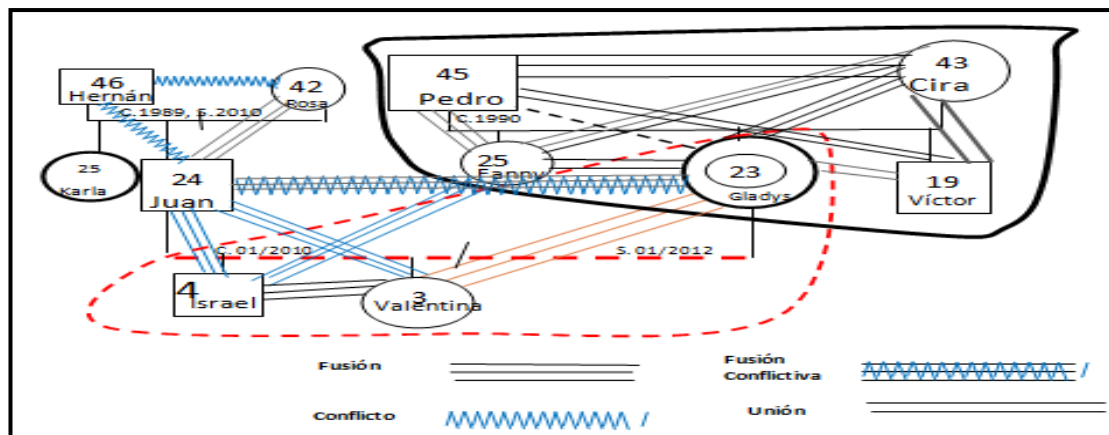 46
Hernán
42
Rosa
C.1989, S.2010
45
Pedro
43
Cira
C.1990
25
Karla
24
Juan
25
Fanny
23
Gladys
19
Víctor
C. 01/2010
S. 01/2012
4
Israel
3
Valentina
Fusión
Fusión
Conflictiva
Conflicto
Unión